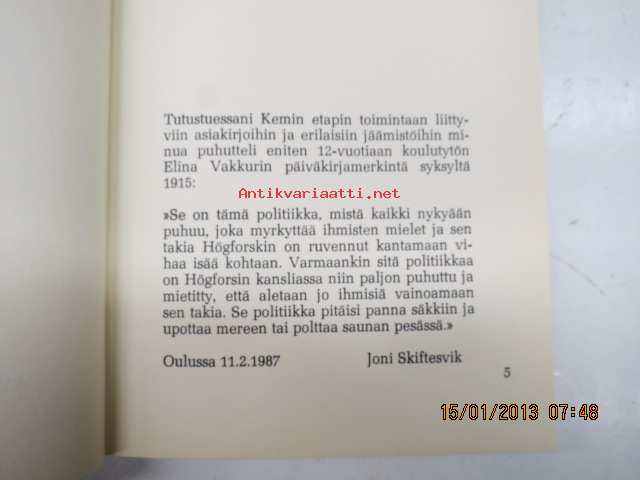 Tutustuessani Kemin etapin toimintaan liitty-
viin asiakirjoihin ja erilaisiin jäämistöihin mi-
nua puhutteli eniten 12-vuotiaan koulutytön
Elina Vakkurin päiväkirjamerkintä syksyltä
1915:
Antikvariaatti.net
»Se on tämä politiikka, mistä kaikki nykyään
puhuu, joka myrkyttää ihmisten mielet ja sen
takia Högforskin on ruvennut kantamaan vi-
haa isää kohtaan. Varmaankin sitä politiikkaa
on Högforsin kansliassa niin paljon puhuttu ja
mietitty, että aletaan jo ihmisiä vainoamaan
sen takia. Se politiikka pitäisi panna säkkiin ja
upottaa mereen tai polttaa saunan pesässä.»
Oulussa 11.2.1987 Joni Skiftesvik
5
15/01/2013 07:48